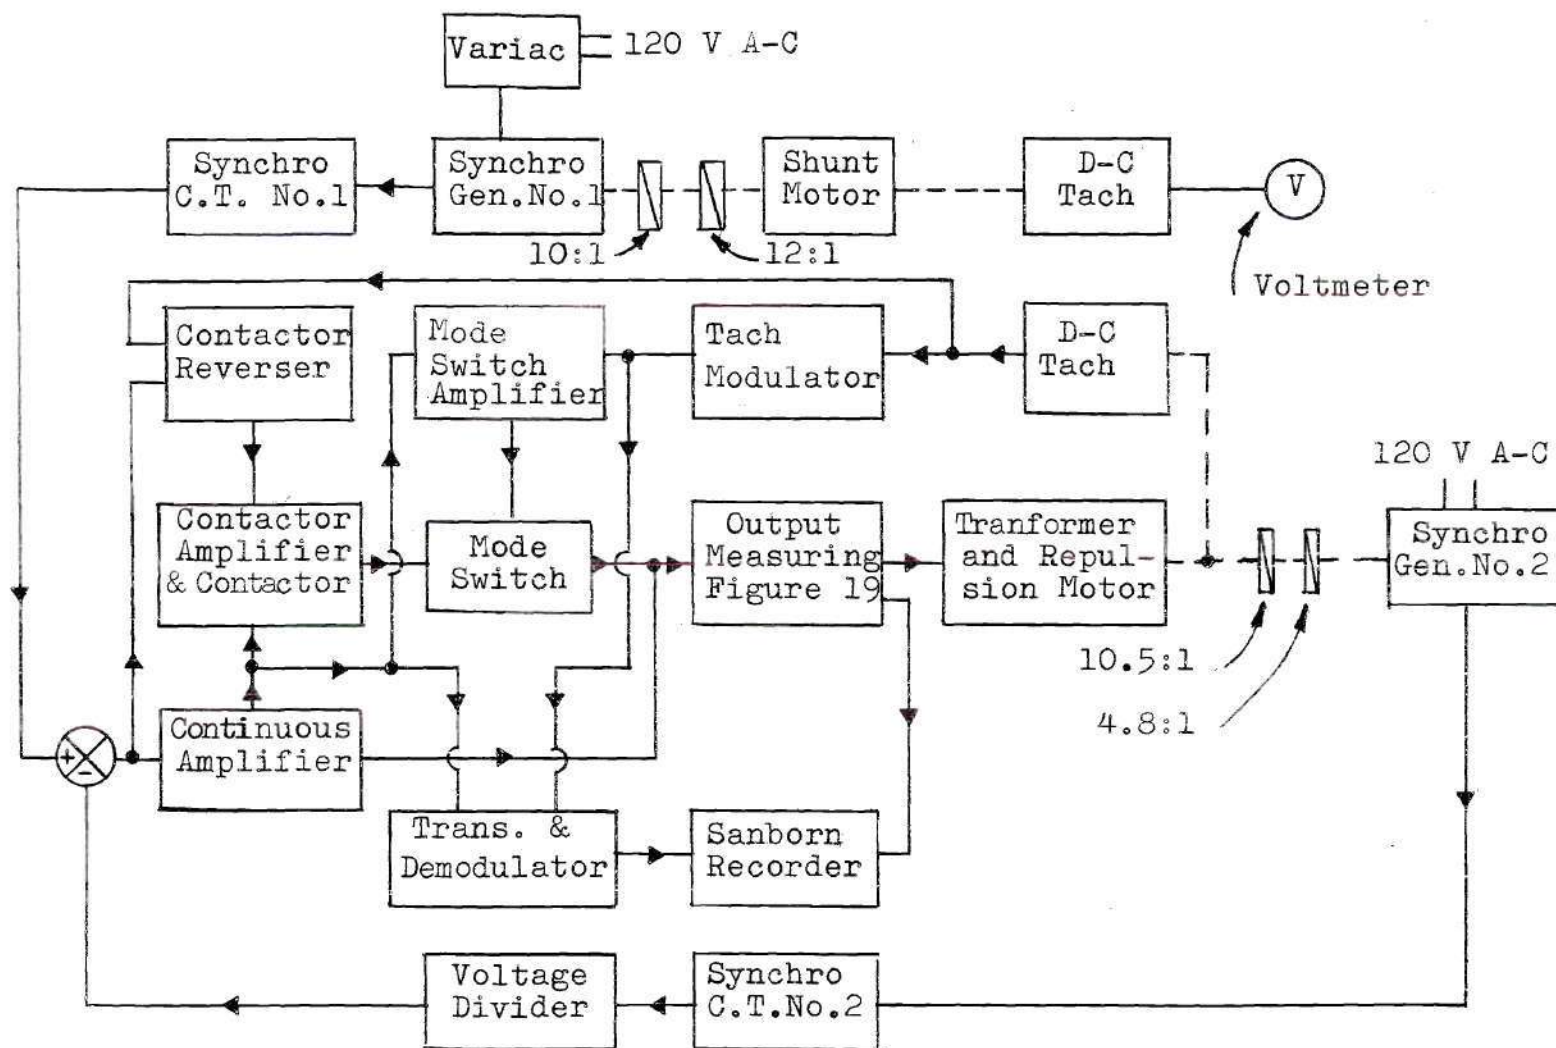 Variac
120 V A-C
Synchro
C.T. No.1
Synchro
Gen.No.1
Shunt
Motor
D-C
Tach
V
10:1
12:1
Voltmeter
Contactor
Reverser
Mode
Switch
Amplifier
Tach
Modulator
D-C
Tach
120 V A-C
Contactor
Amplifier
& Contactor
Mode
Switch
Output
Measuring
Figure 19
Tranformer
and Repul-
sion Motor
Synchro
Gen.No.2
10.5:1
4.8:1
+
-
Continuous
Amplifier
Trans. &
Demodulator
Sanborn
Recorder
Voltage
Divider
Synchro
C.T.No.2